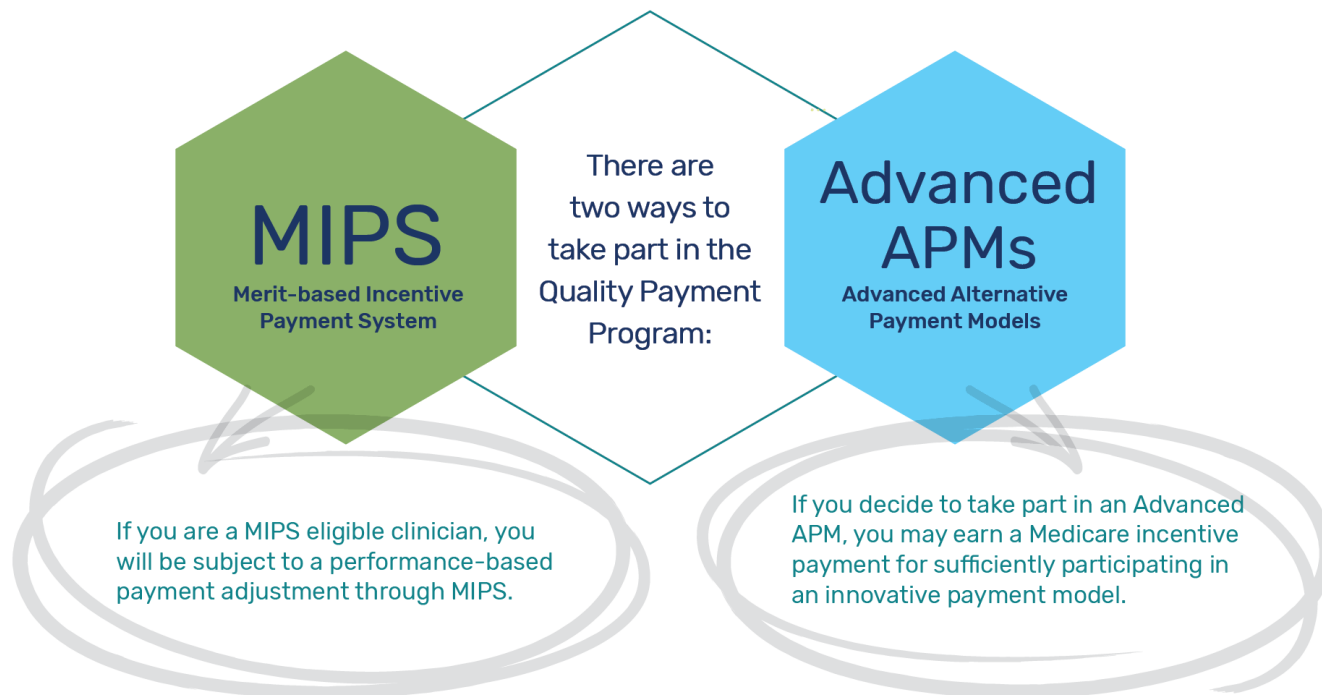 MIPS
Merit-based Incentive
Payment System
There are
two ways to
take part in the
Quality Payment
Program:
Advanced
APMs
Advanced Alternative
Payment Models
If you are a MIPS eligible clinician, you
will be subject to a performance-based
payment adjustment through MIPS.
If you decide to take part in an Advanced
APM, you may earn a Medicare incentive
payment for sufficiently participating in
an innovative payment model.